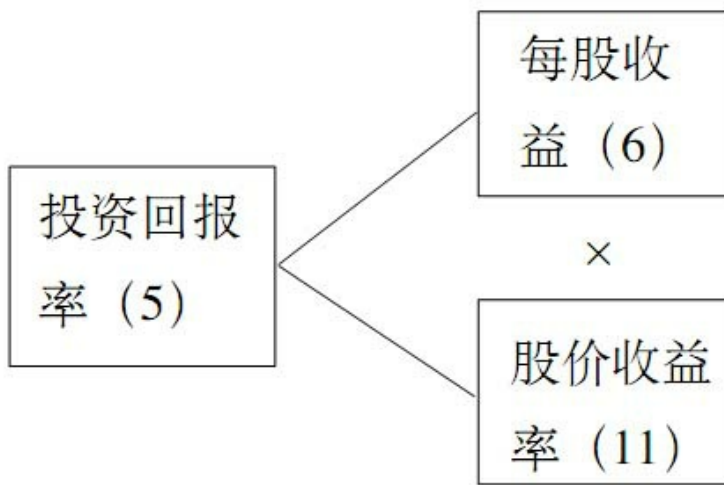 每股收
益（6）
投资回报
率（5）
×
股价收益
率（11）